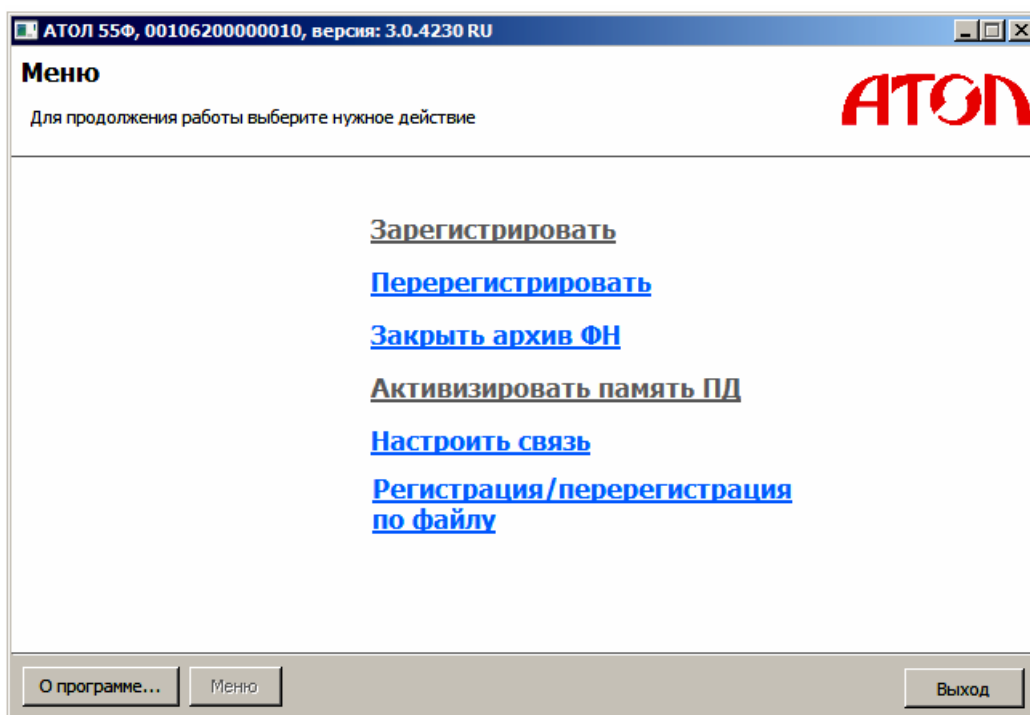 АТОЛ 55Ф, 00106200000010, версия: 3.0.4230 RU
Меню
Для продолжения работы выберите нужное действие
АТОЛ
Зарегистрировать
Перерегистрировать
Закрыть архив ФН
Активизировать память ПД
Настроить связь
Регистрация/перерегистрация
по файлу
О программе...
Меню
Выход